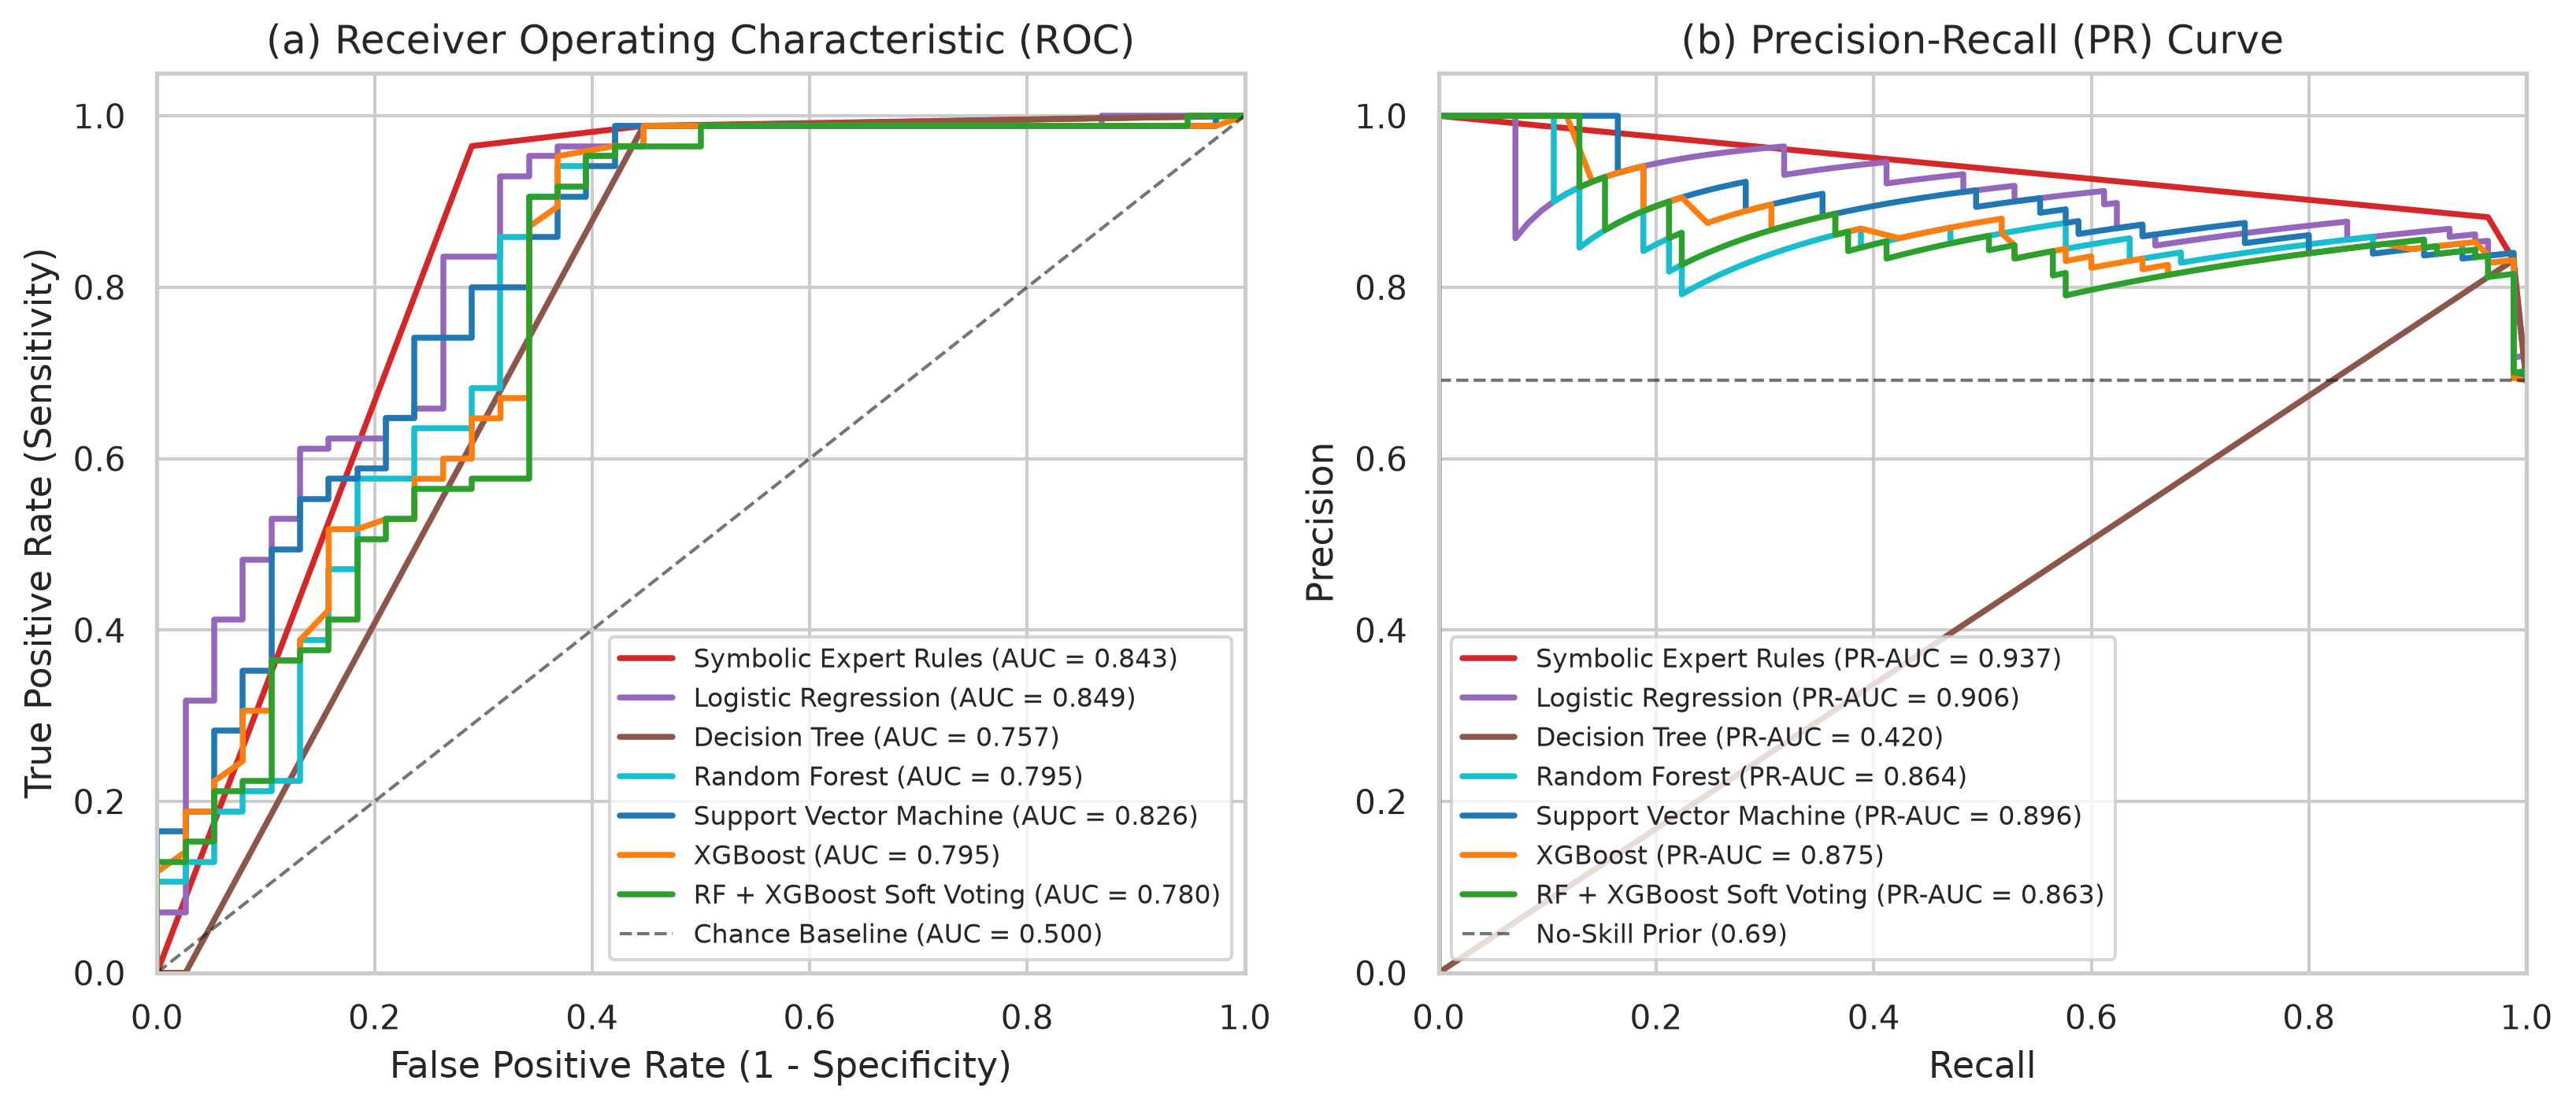 (a) Receiver Operating Characteristic (ROC)
1.0
0.8
0.6
0.4
0.2
0.0
True Positive Rate (Sensitivity)
Symbolic Expert Rules (AUC = 0.843)
Logistic Regression (AUC = 0.849)
Decision Tree (AUC = 0.757)
Random Forest (AUC = 0.795)
Support Vector Machine (AUC = 0.826)
XGBoost (AUC = 0.795)
RF + XGBoost Soft Voting (AUC = 0.780)
Chance Baseline (AUC = 0.500)
0.0 0.2 0.4 0.6 0.8 1.0
False Positive Rate (1 - Specificity)
(b) Precision-Recall (PR) Curve
1.0
0.8
0.6
0.4
0.2
0.0
Precision
Symbolic Expert Rules (PR-AUC = 0.937)
Logistic Regression (PR-AUC = 0.906)
Decision Tree (PR-AUC = 0.420)
Random Forest (PR-AUC = 0.864)
Support Vector Machine (PR-AUC = 0.896)
XGBoost (PR-AUC = 0.875)
RF + XGBoost Soft Voting (PR-AUC = 0.863)
No-Skill Prior (0.69)
0.0 0.2 0.4 0.6 0.8 1.0
Recall